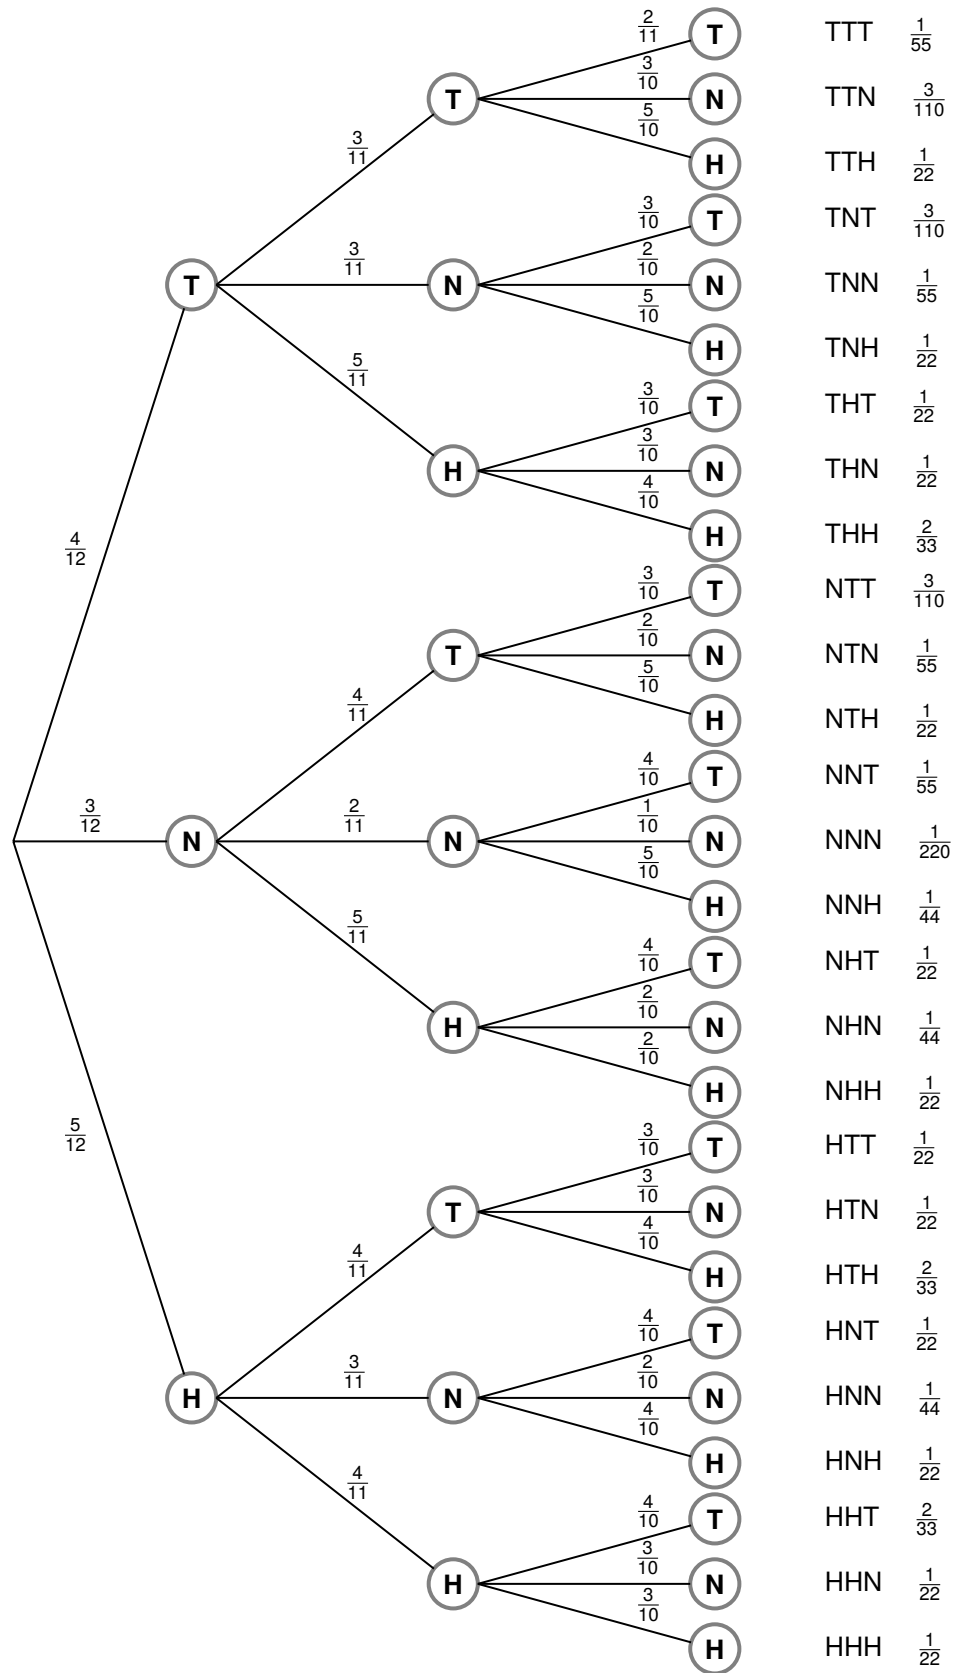 2/11 T TTT 1/55
T 3/10 N TTN 3/110
3/11 5/10 H TTH 1/22
3/10 T TNT 3/110
T 3/11 N 2/10 N TNN 1/55
5/10 H TNH 1/22
5/11 3/10 T THT 1/22
H 3/10 N THN 1/22
4/12 4/10 H THH 2/33
3/10 T NTT 3/110
T 2/10 N NTN 1/55
4/11 5/10 H NTH 1/22
4/10 T NNT 1/55
3/12 N 2/11 N 1/10 N NNN 1/220
5/10 H NNH 1/44
5/11 4/10 T NHT 1/22
H 2/10 N NHN 1/44
2/10 H NHH 1/22
5/12 3/10 T HTT 1/22
T 3/10 N HTN 1/22
4/11 4/10 H HTH 2/33
4/10 T HNT 1/22
H 3/11 N 2/10 N HNN 1/44
4/10 H HNH 1/22
4/11 4/10 T HHT 2/33
H 3/10 N HHN 1/22
3/10 H HHH 1/22